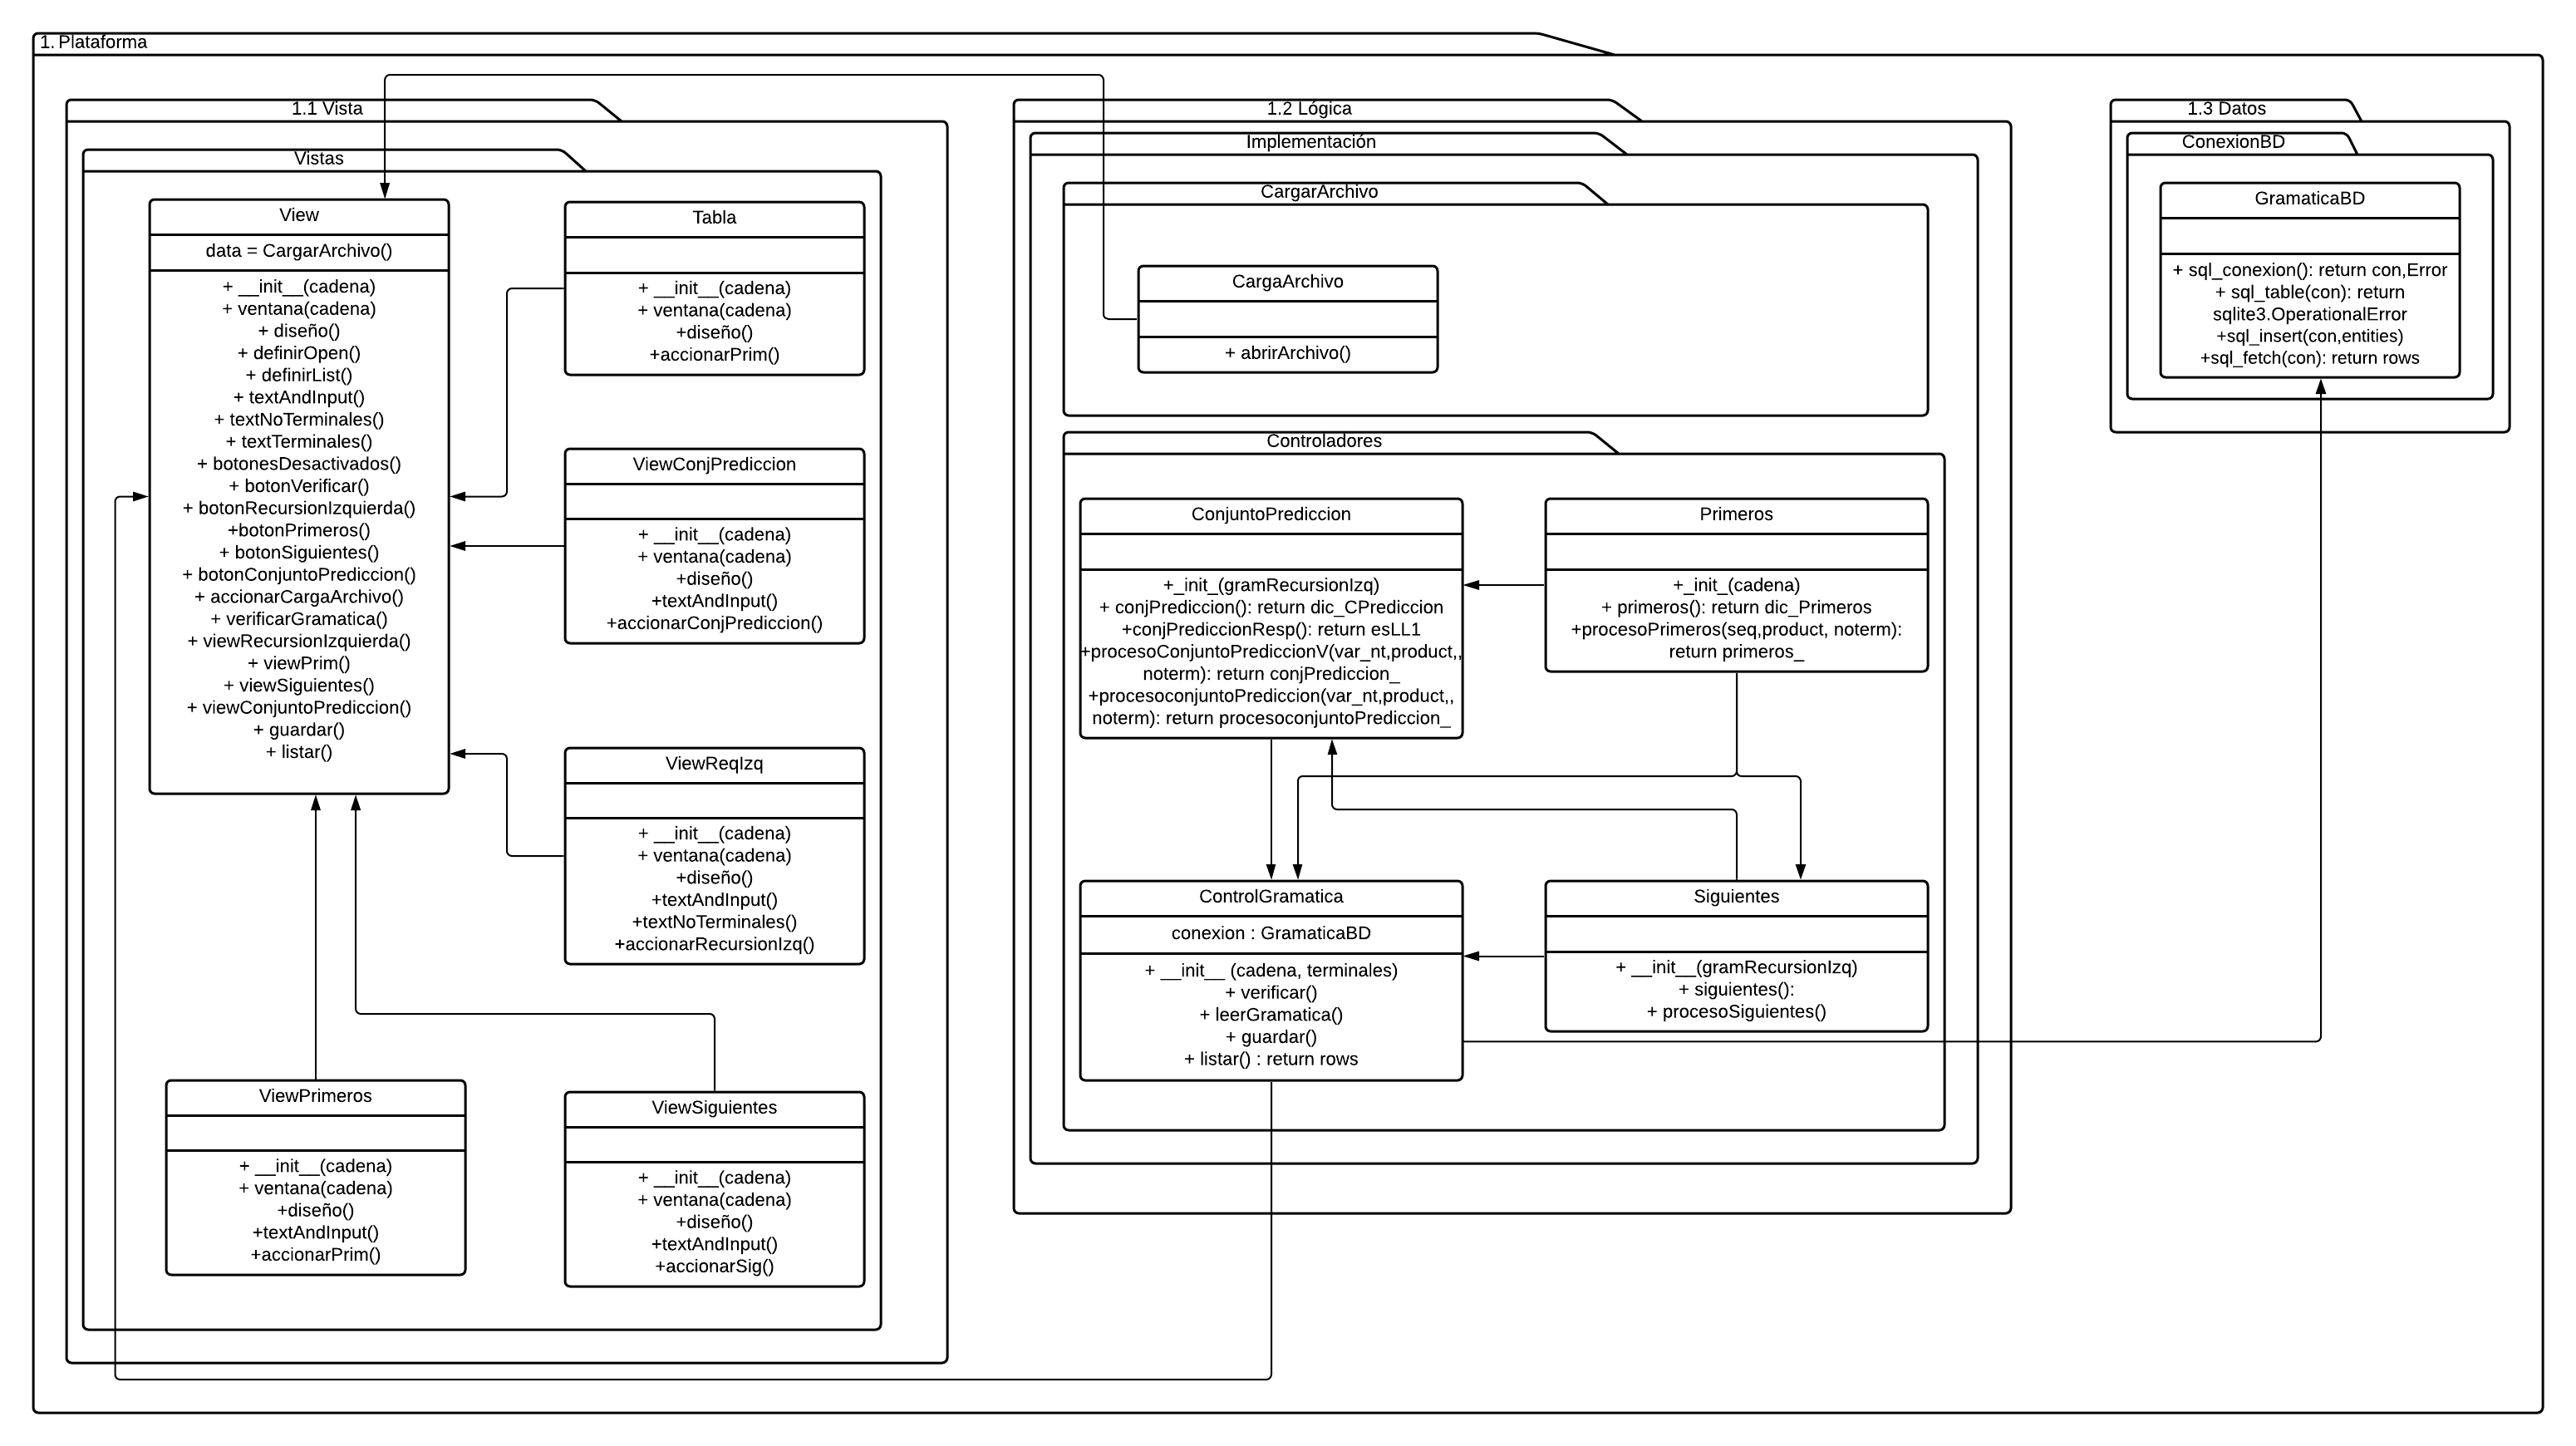 1. Plataforma
1.1 Vista
Vistas
View
data = CargarArchivo()
+ __init__(cadena)
+ ventana(cadena)
+ diseño()
+ definirOpen()
+ definirList()
+ textAndInput()
+ textNoTerminales()
+ textTerminales()
+ botonesDesactivados()
+ botonVerificar()
+ botonRecursionIzquierda()
+botonPrimeros()
+ botonSiguientes()
+ botonConjuntoPrediccion()
+ accionarCargaArchivo()
+ verificarGramatica()
+ viewRecursionIzquierda()
+ viewPrim()
+ viewSiguientes()
+ viewConjuntoPrediccion()
+ guardar()
+ listar()
Tabla
+ __init__(cadena)
+ ventana(cadena)
+diseño()
+accionarPrim()
ViewConjPrediccion
+ __init__(cadena)
+ ventana(cadena)
+diseño()
+textAndInput()
+accionarConjPrediccion()
ViewReqIzq
+ __init__(cadena)
+ ventana(cadena)
+diseño()
+textAndInput()
+textNoTerminales()
+accionarRecursionIzq()
ViewPrimeros
+ __init__(cadena)
+ ventana(cadena)
+diseño()
+textAndInput()
+accionarPrim()
ViewSiguientes
+ __init__(cadena)
+ ventana(cadena)
+diseño()
+textAndInput()
+accionarSig()
1.2 Lógica
Implementación
CargarArchivo
CargaArchivo
+ abrirArchivo()
Controladores
ConjuntoPrediccion
+_init_(gramRecursionIzq)
+ conjPrediccion(): return dic_CPrediccion
+conjPrediccionResp(): return esLL1
+procesoConjuntoPrediccionV(var_nt,product,,
noterm): return conjPrediccion_
+procesoconjuntoPrediccion(var_nt,product,,
noterm): return procesoconjuntoPrediccion_
Primeros
+_init_(cadena)
+ primeros(): return dic_Primeros
+procesoPrimeros(seq,product, noterm):
return primeros_
ControlGramatica
conexion : GramaticaBD
+ __init__ (cadena, terminales)
+ verificar()
+ leerGramatica()
+ guardar()
+ listar() : return rows
Siguientes
+ __init__(gramRecursionIzq)
+ siguientes():
+ procesoSiguientes()
1.3 Datos
ConexionBD
GramaticaBD
+ sql_conexion(): return con,Error
+ sql_table(con): return
sqlite3.OperationalError
+sql_insert(con,entities)
+sql_fetch(con): return rows